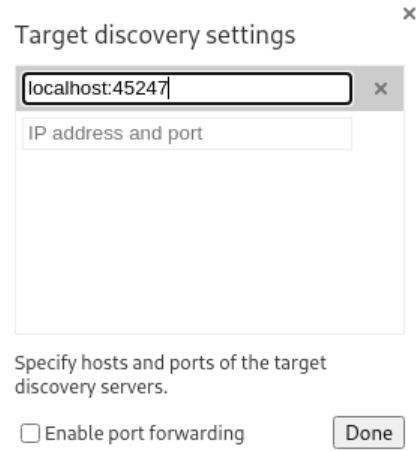 Target discovery settings
localhost:45247
IP address and port
Specify hosts and ports of the target
discovery servers.
Enable port forwarding
Done